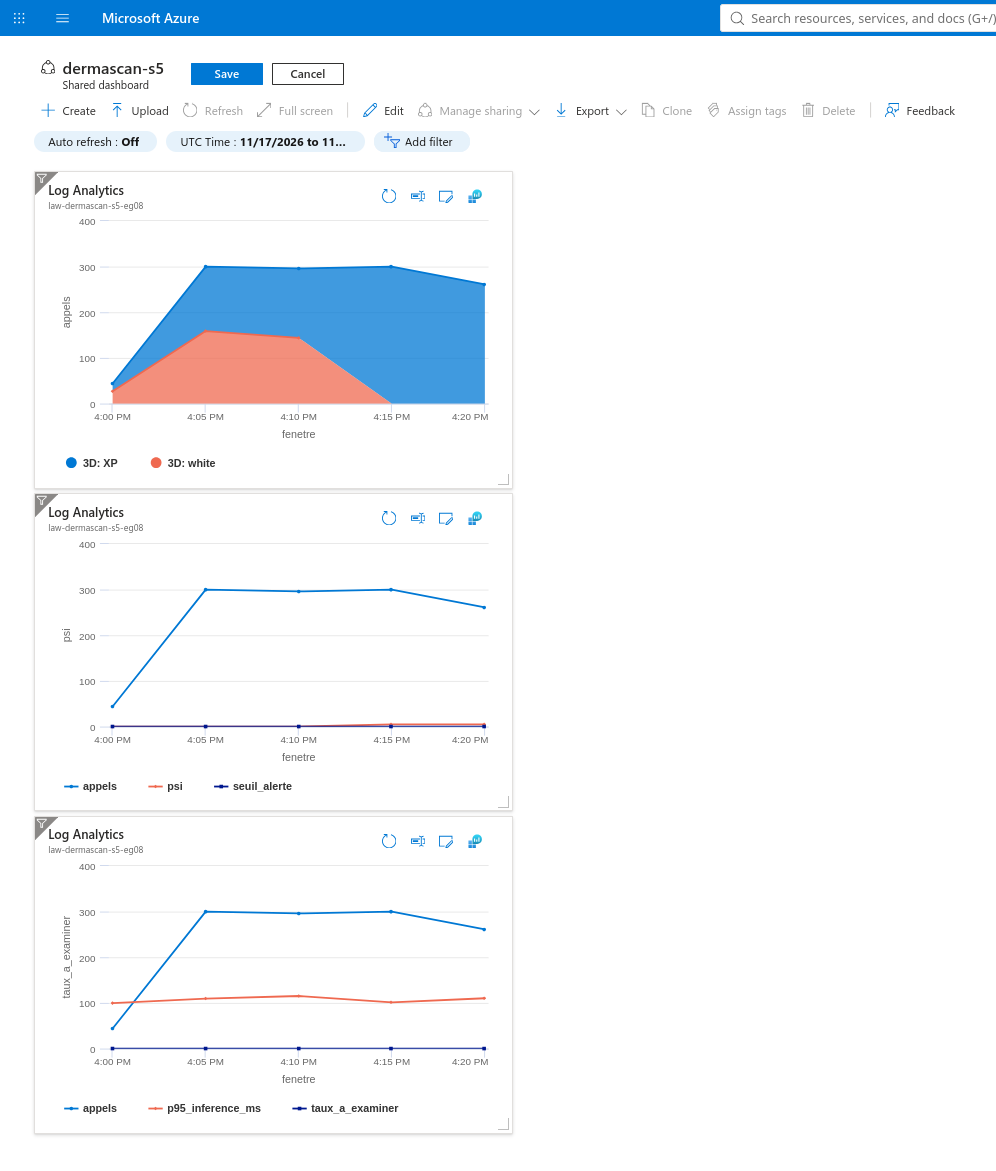 Microsoft Azure
Search resources, services, and docs (G+/)
dermascan-s5
Shared dashboard
Save
Cancel
Create
Upload
Refresh
Full screen
Edit
Manage sharing
Export
Clone
Assign tags
Delete
Feedback
Auto refresh : Off
UTC Time : 11/17/2026 to 11...
Add filter
Log Analytics
law-dermascan-s5-eg08
400
300
200
100
0
appels
4:00 PM 4:05 PM 4:10 PM 4:15 PM 4:20 PM
fenetre
3D: XP 3D: white
Log Analytics
law-dermascan-s5-eg08
400
300
200
100
0
psi
4:00 PM 4:05 PM 4:10 PM 4:15 PM 4:20 PM
fenetre
appels psi seuil_alerte
Log Analytics
law-dermascan-s5-eg08
400
300
200
100
0
taux_a_examiner
4:00 PM 4:05 PM 4:10 PM 4:15 PM 4:20 PM
fenetre
appels p95_inference_ms taux_a_examiner